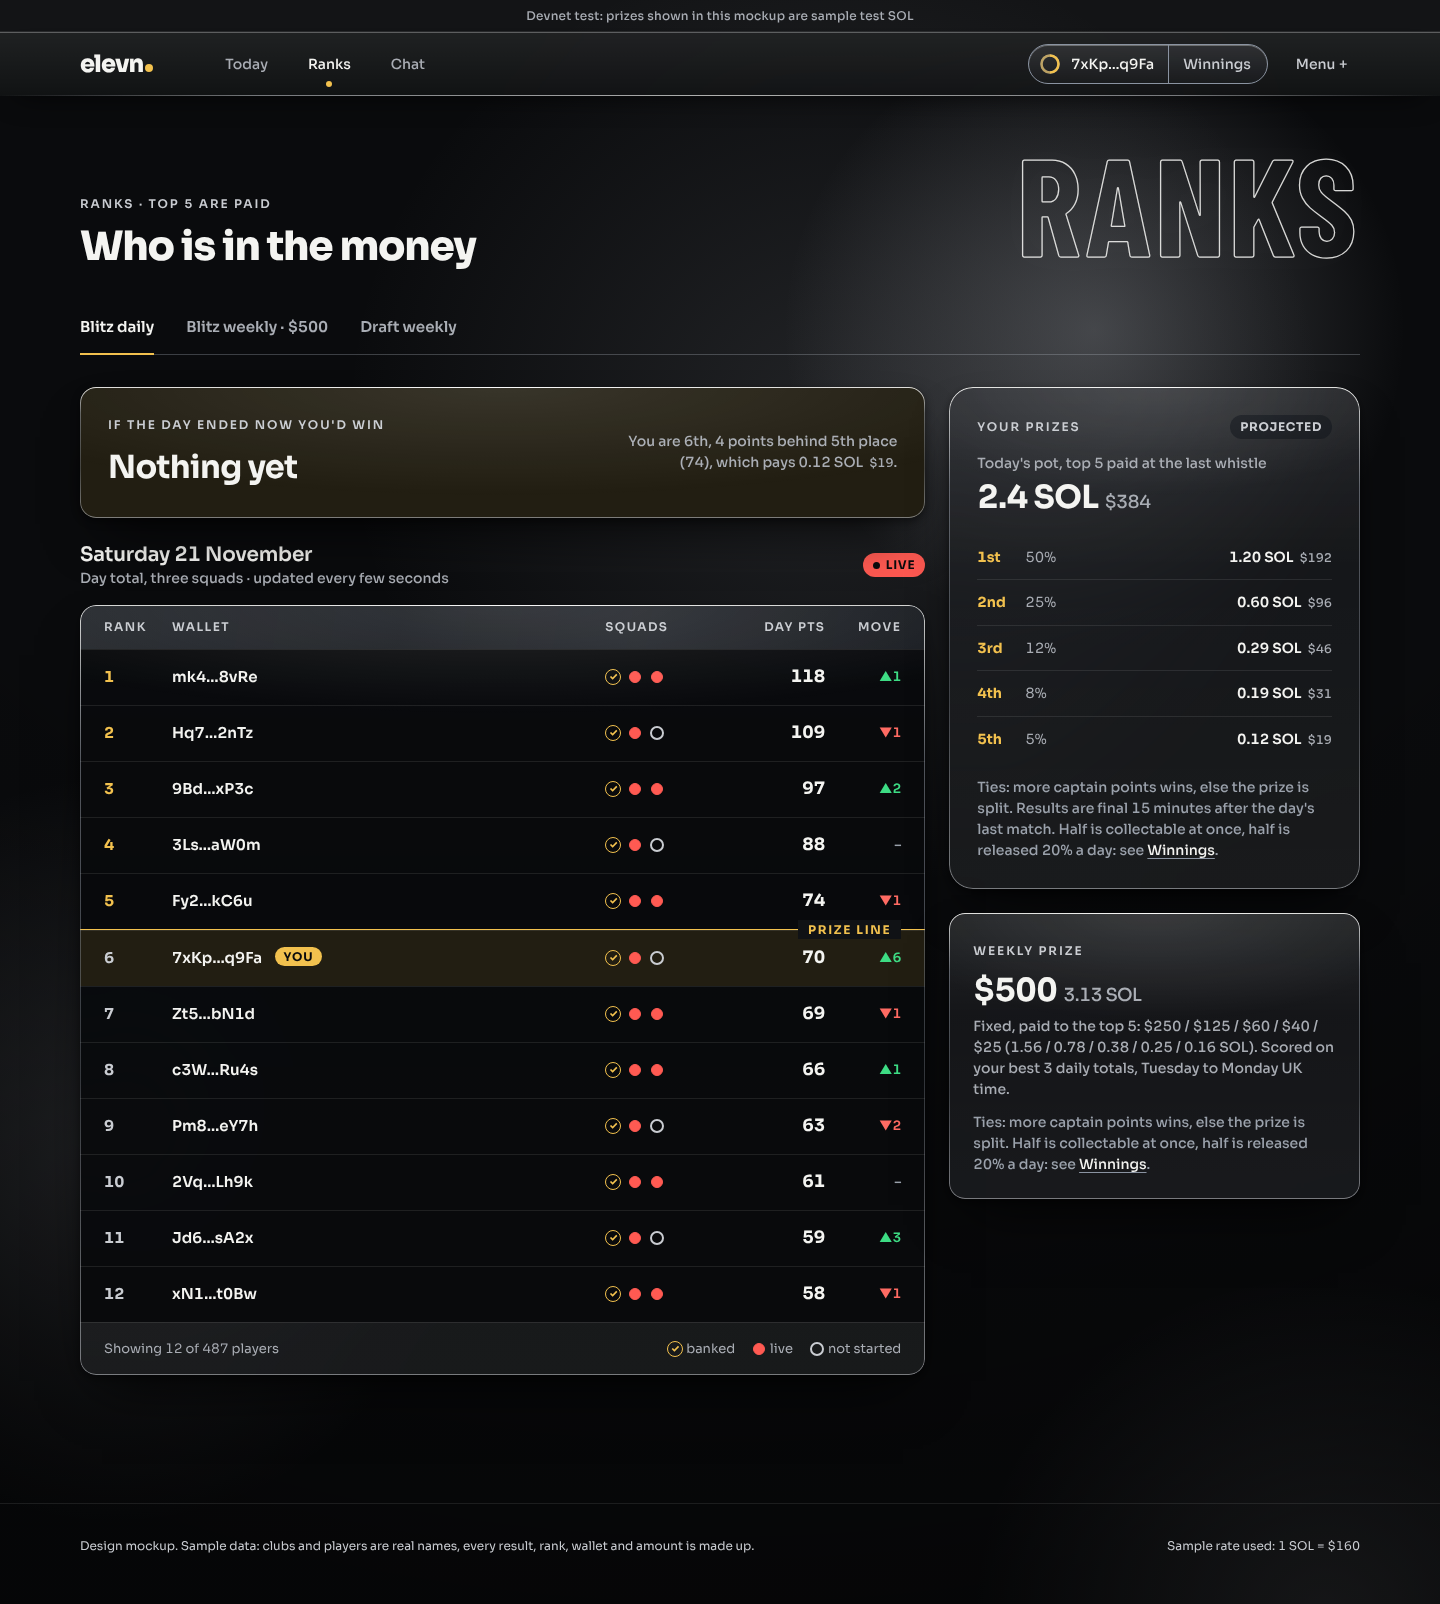 Devnet test: prizes shown in this mockup are sample test SOL
elevn.
Today
Ranks
Chat
7xKp...q9Fa
Winnings
Menu +
RANKS · TOP 5 ARE PAID
Who is in the money
RANKS
Blitz daily
Blitz weekly · $500
Draft weekly
IF THE DAY ENDED NOW YOU'D WIN
Nothing yet
You are 6th, 4 points behind 5th place
(74), which pays 0.12 SOL $19.
Saturday 21 November
Day total, three squads · updated every few seconds
LIVE
RANK WALLET SQUADS DAY PTS MOVE
1 mk4...8vRe 118 ▲1
2 Hq7...2nTz 109 ▼1
3 9Bd...xP3c 97 ▲2
4 3Ls...aW0m 88 –
5 Fy2...kC6u 74 ▼1
PRIZE LINE
6 7xKp...q9Fa YOU 70 ▲6
7 Zt5...bN1d 69 ▼1
8 c3W...Ru4s 66 ▲1
9 Pm8...eY7h 63 ▼2
10 2Vq...Lh9k 61 –
11 Jd6...sA2x 59 ▲3
12 xN1...t0Bw 58 ▼1
Showing 12 of 487 players
banked
live
not started
YOUR PRIZES
PROJECTED
Today's pot, top 5 paid at the last whistle
2.4 SOL $384
1st 50% 1.20 SOL $192
2nd 25% 0.60 SOL $96
3rd 12% 0.29 SOL $46
4th 8% 0.19 SOL $31
5th 5% 0.12 SOL $19
Ties: more captain points wins, else the prize is
split. Results are final 15 minutes after the day's
last match. Half is collectable at once, half is
released 20% a day: see Winnings.
WEEKLY PRIZE
$500 3.13 SOL
Fixed, paid to the top 5: $250 / $125 / $60 / $40 /
$25 (1.56 / 0.78 / 0.38 / 0.25 / 0.16 SOL). Scored on
your best 3 daily totals, Tuesday to Monday UK
time.
Ties: more captain points wins, else the prize is
split. Half is collectable at once, half is released
20% a day: see Winnings.
Design mockup. Sample data: clubs and players are real names, every result, rank, wallet and amount is made up.
Sample rate used: 1 SOL = $160